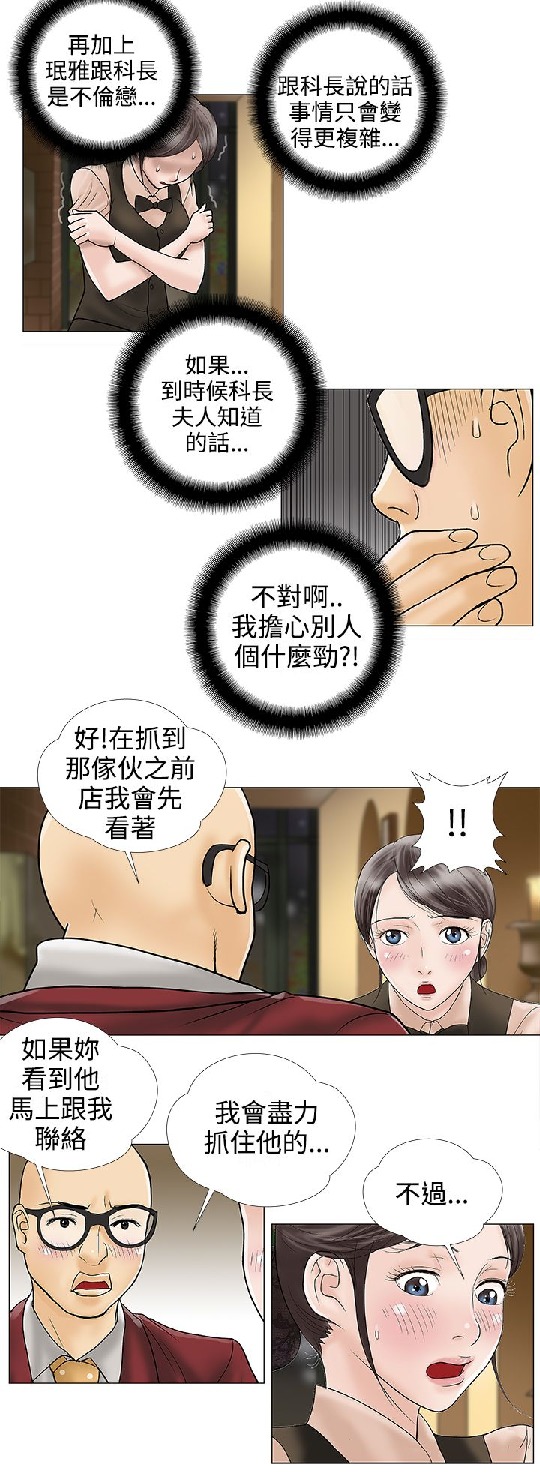 再加上
珉雅跟科長
是不倫戀...
跟科長說的話
事情只會變
得更複雜...
如果...
到時候科長
夫人知道
的話...
不對啊..
我擔心別人
個什麼勁?!
好!在抓到
那傢伙之前
店我會先
看著
!!
如果妳
看到他
馬上跟我
聯絡
我會盡力
抓住他的...
不過...